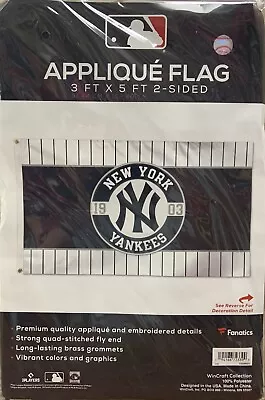 APPLIQUÉ FLAG
3 FT X 5 FT 2-SIDED
NEW YORK
19 03
NY
YANKEES
See Reverse For
Decoration Detail
• Premium quality appliqué and embroidered details
• Strong quad-stitched fly end
• Long-lasting brass grommets
• Vibrant colors and graphics
Fanatics
WinCraft Collection
100% Polyester
Designed in USA. Made in China.